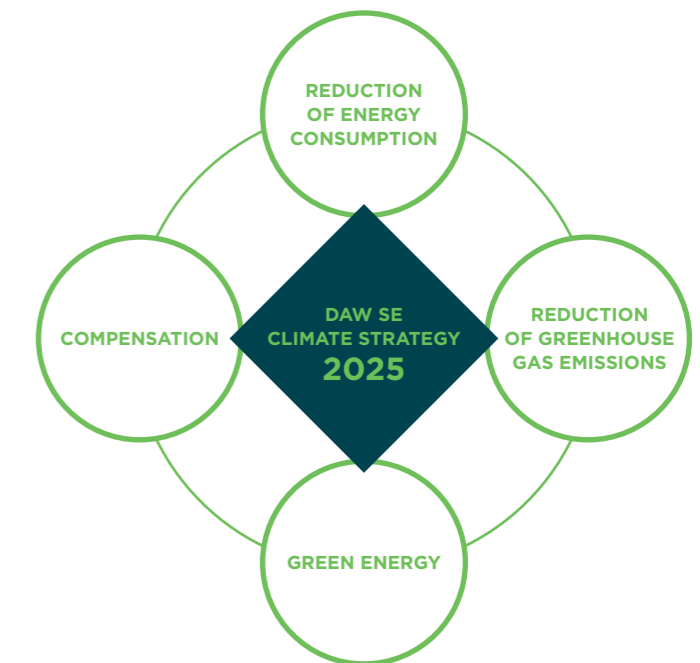 REDUCTION
OF ENERGY
CONSUMPTION
COMPENSATION
DAW SE
CLIMATE STRATEGY
2025
REDUCTION
OF GREENHOUSE
GAS EMISSIONS
GREEN ENERGY